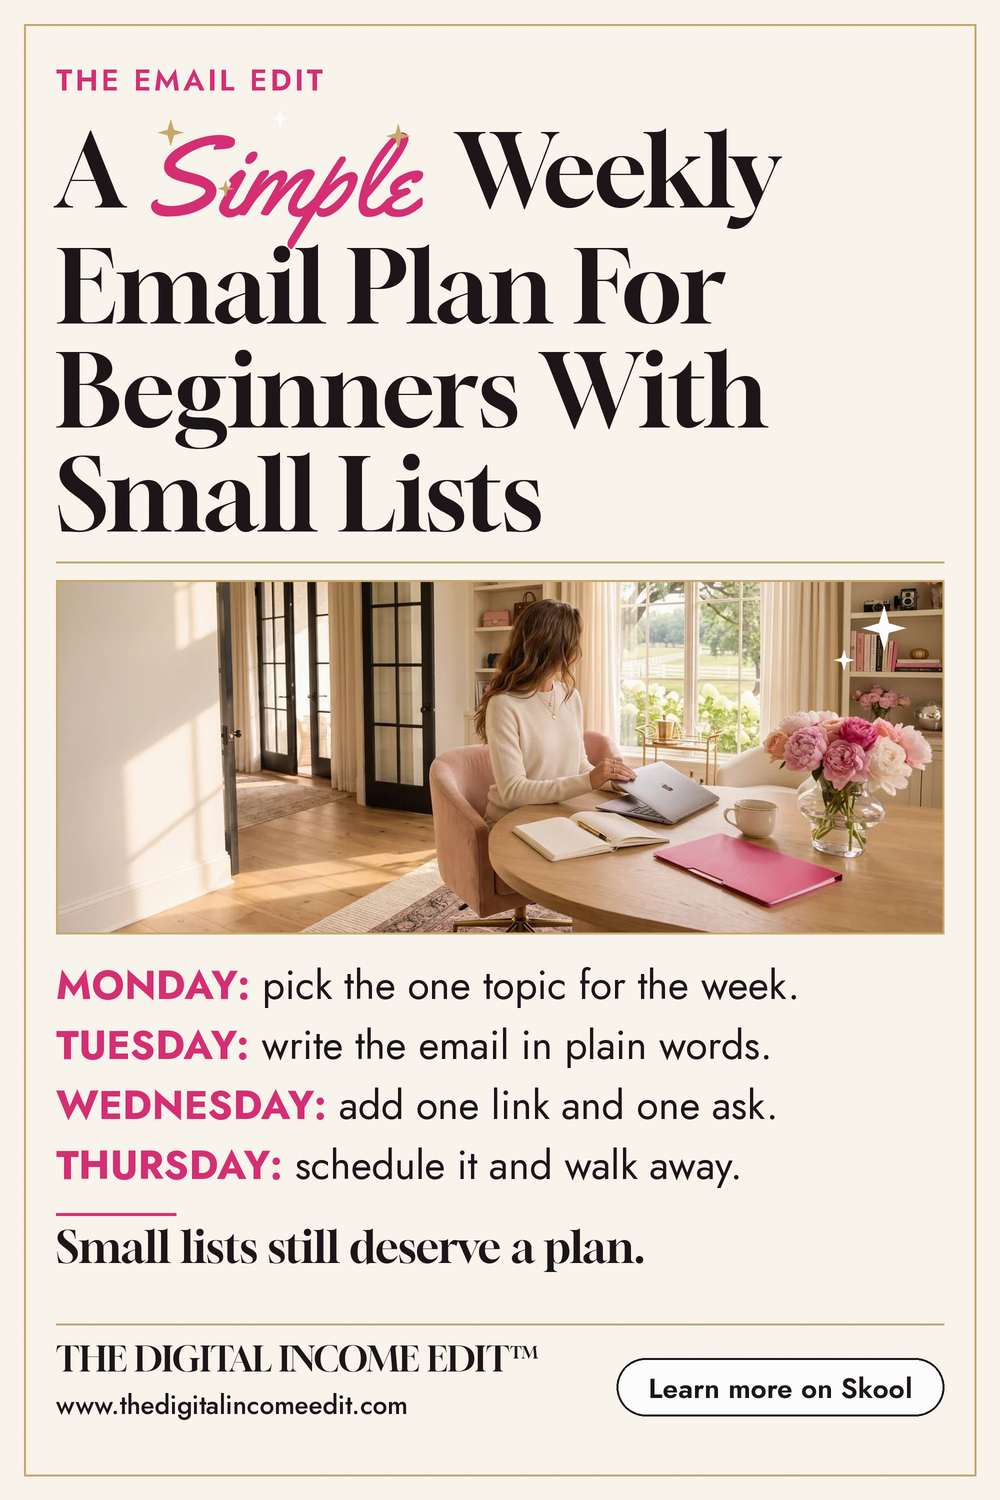 THE EMAIL EDIT
A Simple Weekly
Email Plan For
Beginners With
Small Lists
MONDAY: pick the one topic for the week.
TUESDAY: write the email in plain words.
WEDNESDAY: add one link and one ask.
THURSDAY: schedule it and walk away.
Small lists still deserve a plan.
THE DIGITAL INCOME EDIT™
www.thedigitalincomeedit.com
Learn more on Skool